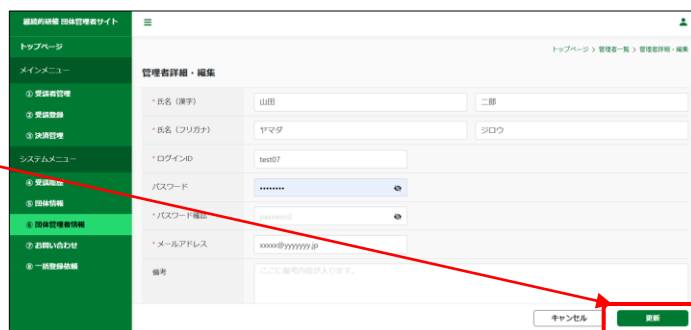 継続的研修 団体管理者サイト
トップページ
メインメニュー
① 受講者管理
② 受講登録
③ 決済管理
システムメニュー
④ 受講履歴
⑤ 団体情報
⑥ 団体管理者情報
⑦ お問い合わせ
⑧ 一括登録依頼
トップページ > 管理者一覧 > 管理者詳細・編集
管理者詳細・編集
* 氏名（漢字） 山田 二郎
* 氏名（フリガナ） ヤマダ ジロウ
* ログインID test07
パスワード ••••••••
* パスワード確認 password
* メールアドレス xxxxx@yyyyyyy.jp
備考 ここに備考内容が入ります。
キャンセル 更新